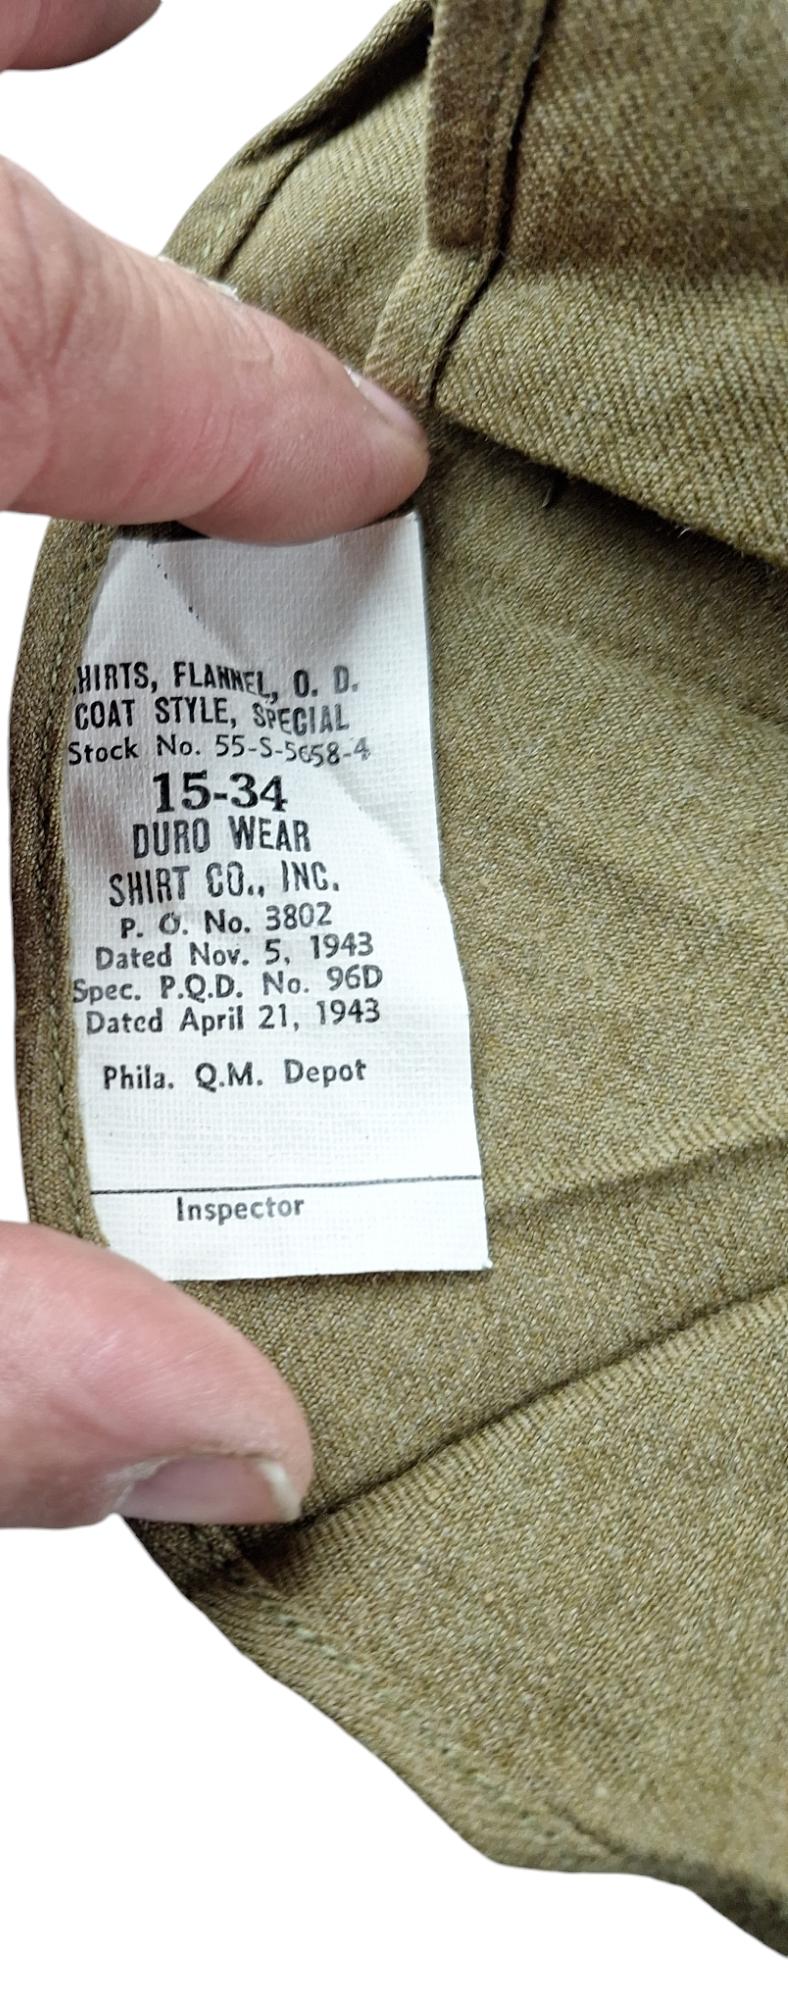 HIRTS, FLANNEL, O. D.
COAT STYLE, SPECIAL
Stock No. 55-S-5658-4
15-34
DURO WEAR
SHIRT CO., INC.
P. O. No. 3802
Dated Nov. 5, 1943
Spec. P.Q.D. No. 96D
Dated April 21, 1943
Phila. Q.M. Depot
Inspector